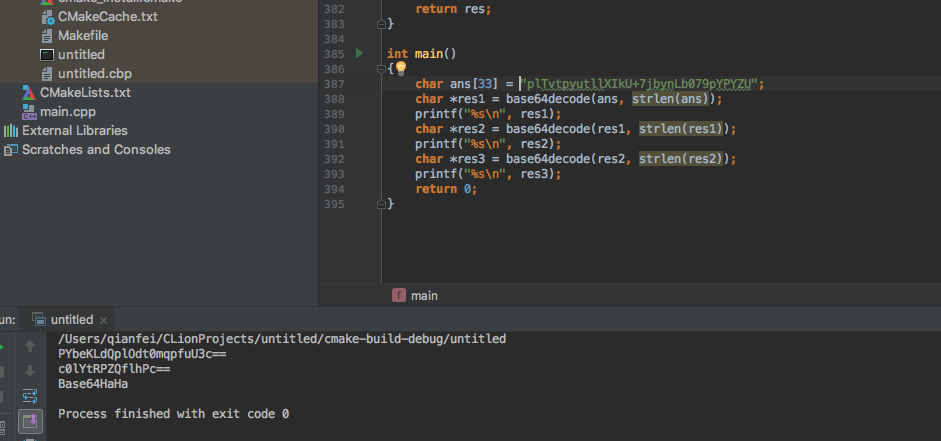 CMakeCache.txt
Makefile
untitled
untitled.cbp
CMakeLists.txt
main.cpp
External Libraries
Scratches and Consoles
382 return res;
383 }
384
385 int main()
386 {
387 char ans[33] = "plTvtpyutllXIkU+7jbynLb079pYPYZU";
388 char *res1 = base64decode(ans, strlen(ans));
389 printf("%s\n", res1);
390 char *res2 = base64decode(res1, strlen(res1));
391 printf("%s\n", res2);
392 char *res3 = base64decode(res2, strlen(res2));
393 printf("%s\n", res3);
394 return 0;
395 }
f main
un: untitled ×
/Users/qianfei/CLionProjects/untitled/cmake-build-debug/untitled
PYbeKLdQplOdt0mqpfuU3c==
c0lYtRPZQflhPc==
Base64HaHa
Process finished with exit code 0